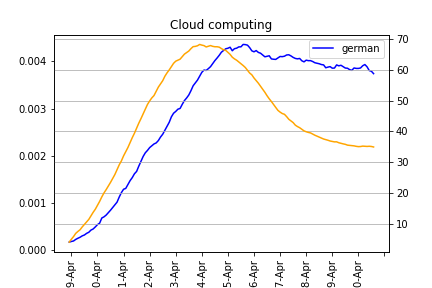 Cloud computing
german
0.004
0.003
0.002
0.001
0.000
70
60
50
40
30
20
10
9-Apr
0-Apr
1-Apr
2-Apr
3-Apr
4-Apr
5-Apr
6-Apr
7-Apr
8-Apr
9-Apr
0-Apr